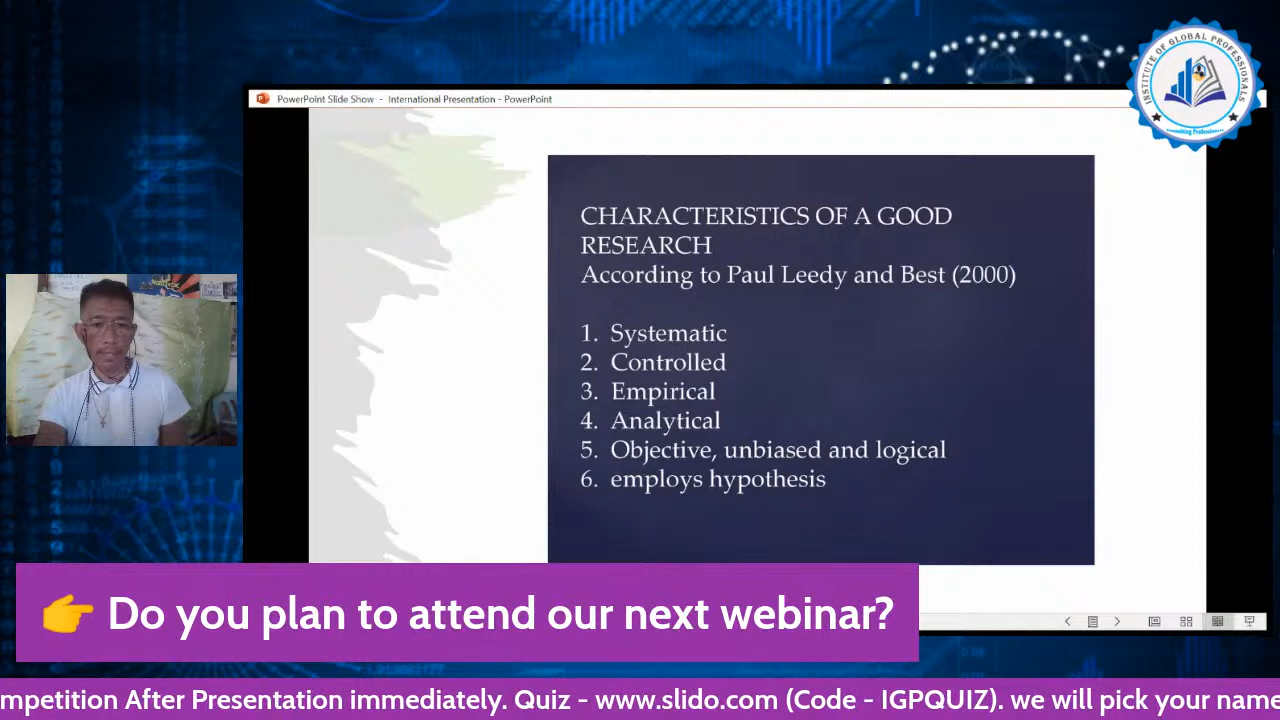 PowerPoint Slide Show - International Presentation - PowerPoint
INSTITUTE OF GLOBAL PROFESSIONALS
Consulting Professionals
CHARACTERISTICS OF A GOOD
RESEARCH
According to Paul Leedy and Best (2000)
1. Systematic
2. Controlled
3. Empirical
4. Analytical
5. Objective, unbiased and logical
6. employs hypothesis
👉 Do you plan to attend our next webinar?
mpetition After Presentation immediately. Quiz - www.slido.com (Code - IGPQUIZ). we will pick your name